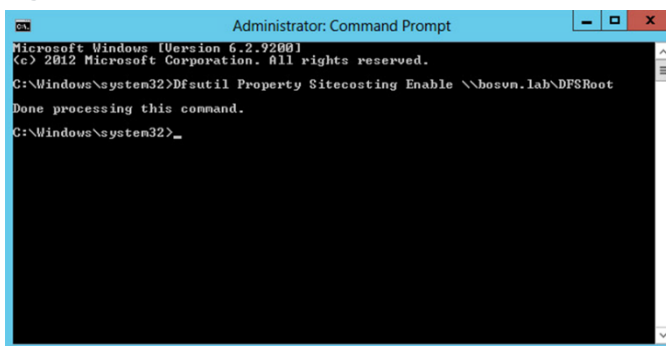 Administrator: Command Prompt
Microsoft Windows [Version 6.2.9200]
(c) 2012 Microsoft Corporation. All rights reserved.
C:\Windows\system32>Dfsutil Property Sitecosting Enable \\bosvm.lab\DFSRoot
Done processing this command.
C:\Windows\system32>_